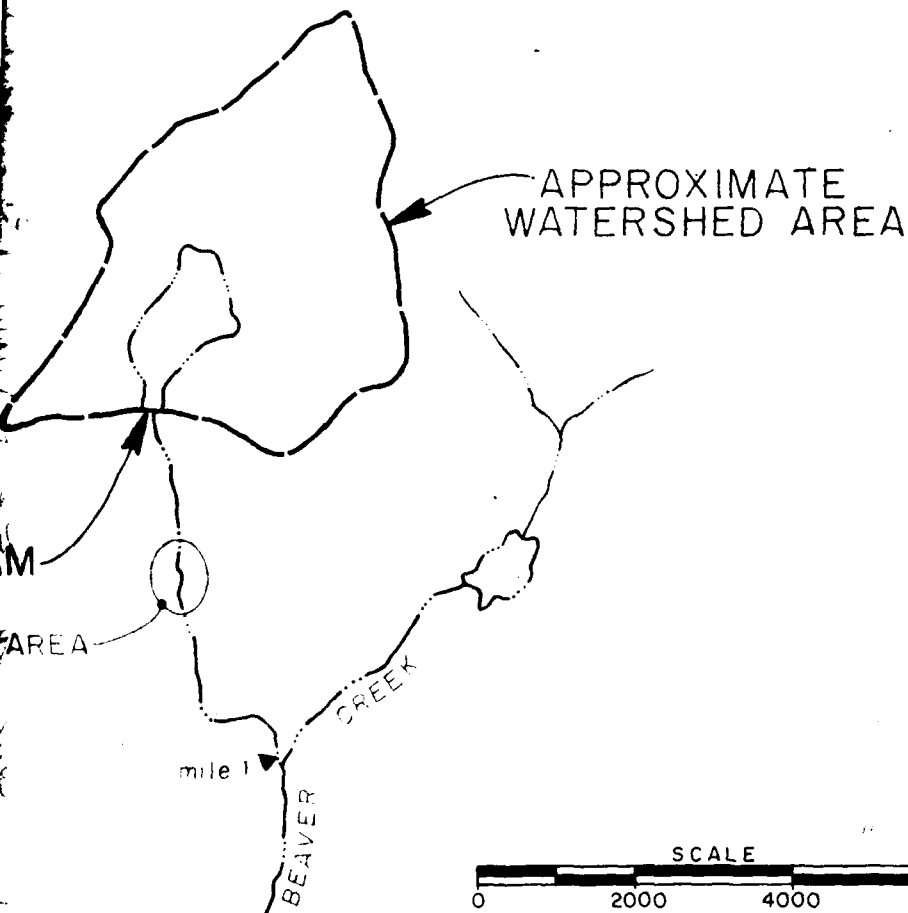 APPROXIMATE
WATERSHED AREA
M
AREA
CREEK
mile 1
BEAVER
SCALE
0 2000 4000